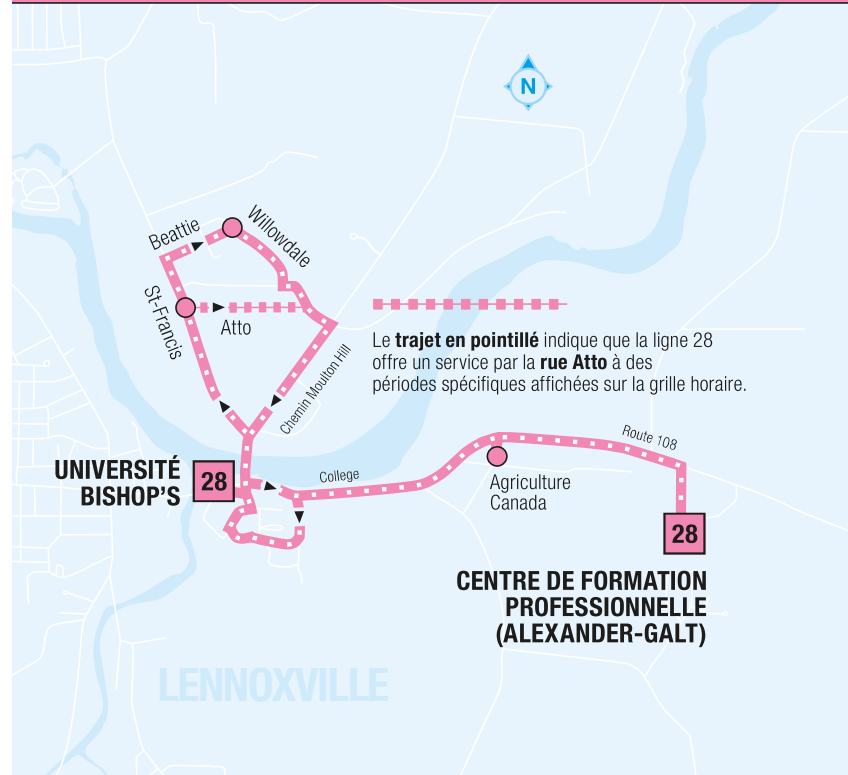 N
Beattie
Willowdale
St-Francis
Atto
Le trajet en pointillé indique que la ligne 28
offre un service par la rue Atto à des
périodes spécifiques affichées sur la grille horaire.
Chemin Moulton Hill
UNIVERSITÉ
BISHOP'S
28
College
Route 108
Agriculture
Canada
28
CENTRE DE FORMATION
PROFESSIONNELLE
(ALEXANDER-GALT)
LENNOXVILLE